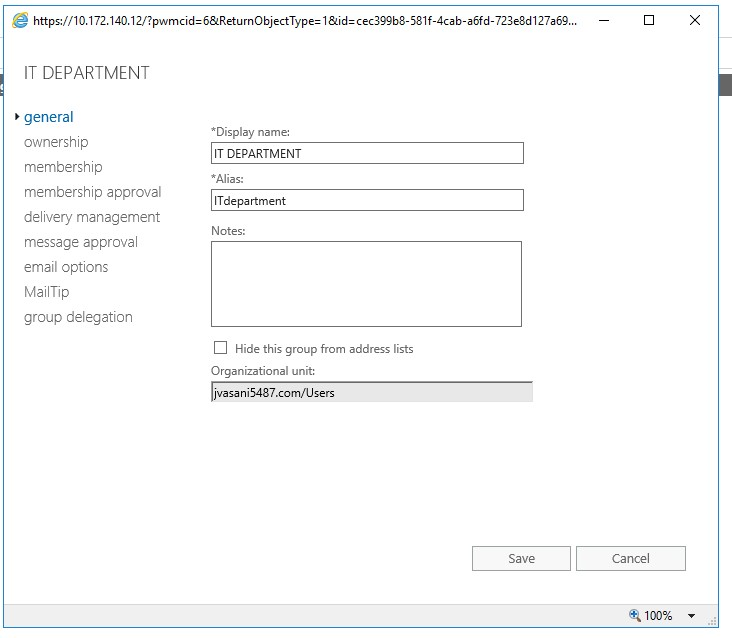 https://10.172.140.12/?pwmcid=6&ReturnObjectType=1&id=cec399b8-581f-4cab-a6fd-723e8d127a69...
IT DEPARTMENT
general
ownership
membership
membership approval
delivery management
message approval
email options
MailTip
group delegation
*Display name:
IT DEPARTMENT
*Alias:
ITdepartment
Notes:
Hide this group from address lists
Organizational unit:
jvasani5487.com/Users
Save Cancel
100%